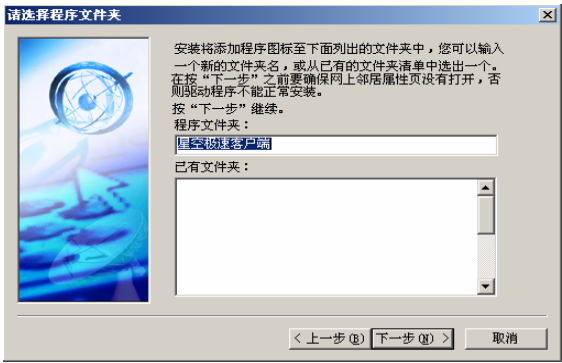 请选择程序文件夹
安装将添加程序图标至下面列出的文件夹中，您可以输入
一个新的文件夹名，或从已有的文件夹清单中选出一个。
在按“下一步”之前要确保网上邻居属性页没有打开，否
则驱动程序不能正常安装。
按“下一步”继续。
程序文件夹：
星空极速客户端
已有文件夹：
< 上一步(B) 下一步(N) > 取消